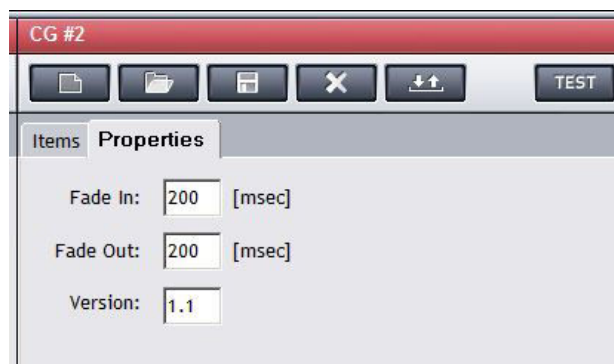 CG #2
TEST
Items Properties
Fade In: 200 [msec]
Fade Out: 200 [msec]
Version: 1.1